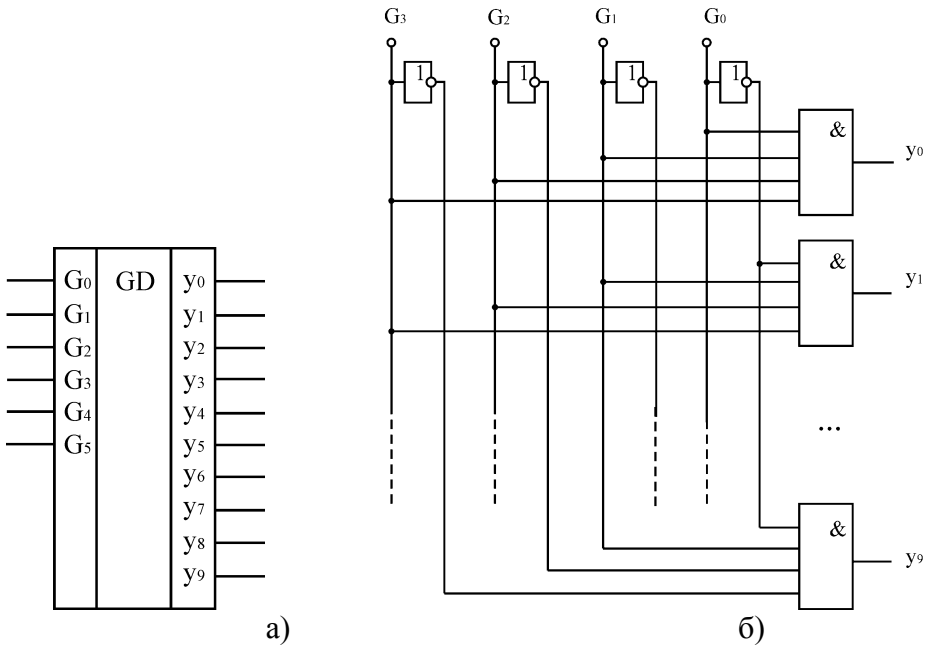 G3 G2 G1 G0
1 1 1 1
& y0
& y1
...
& y9
G0 GD y0
G1 y1
G2 y2
G3 y3
G4 y4
G5 y5
y6
y7
y8
y9
а) б)